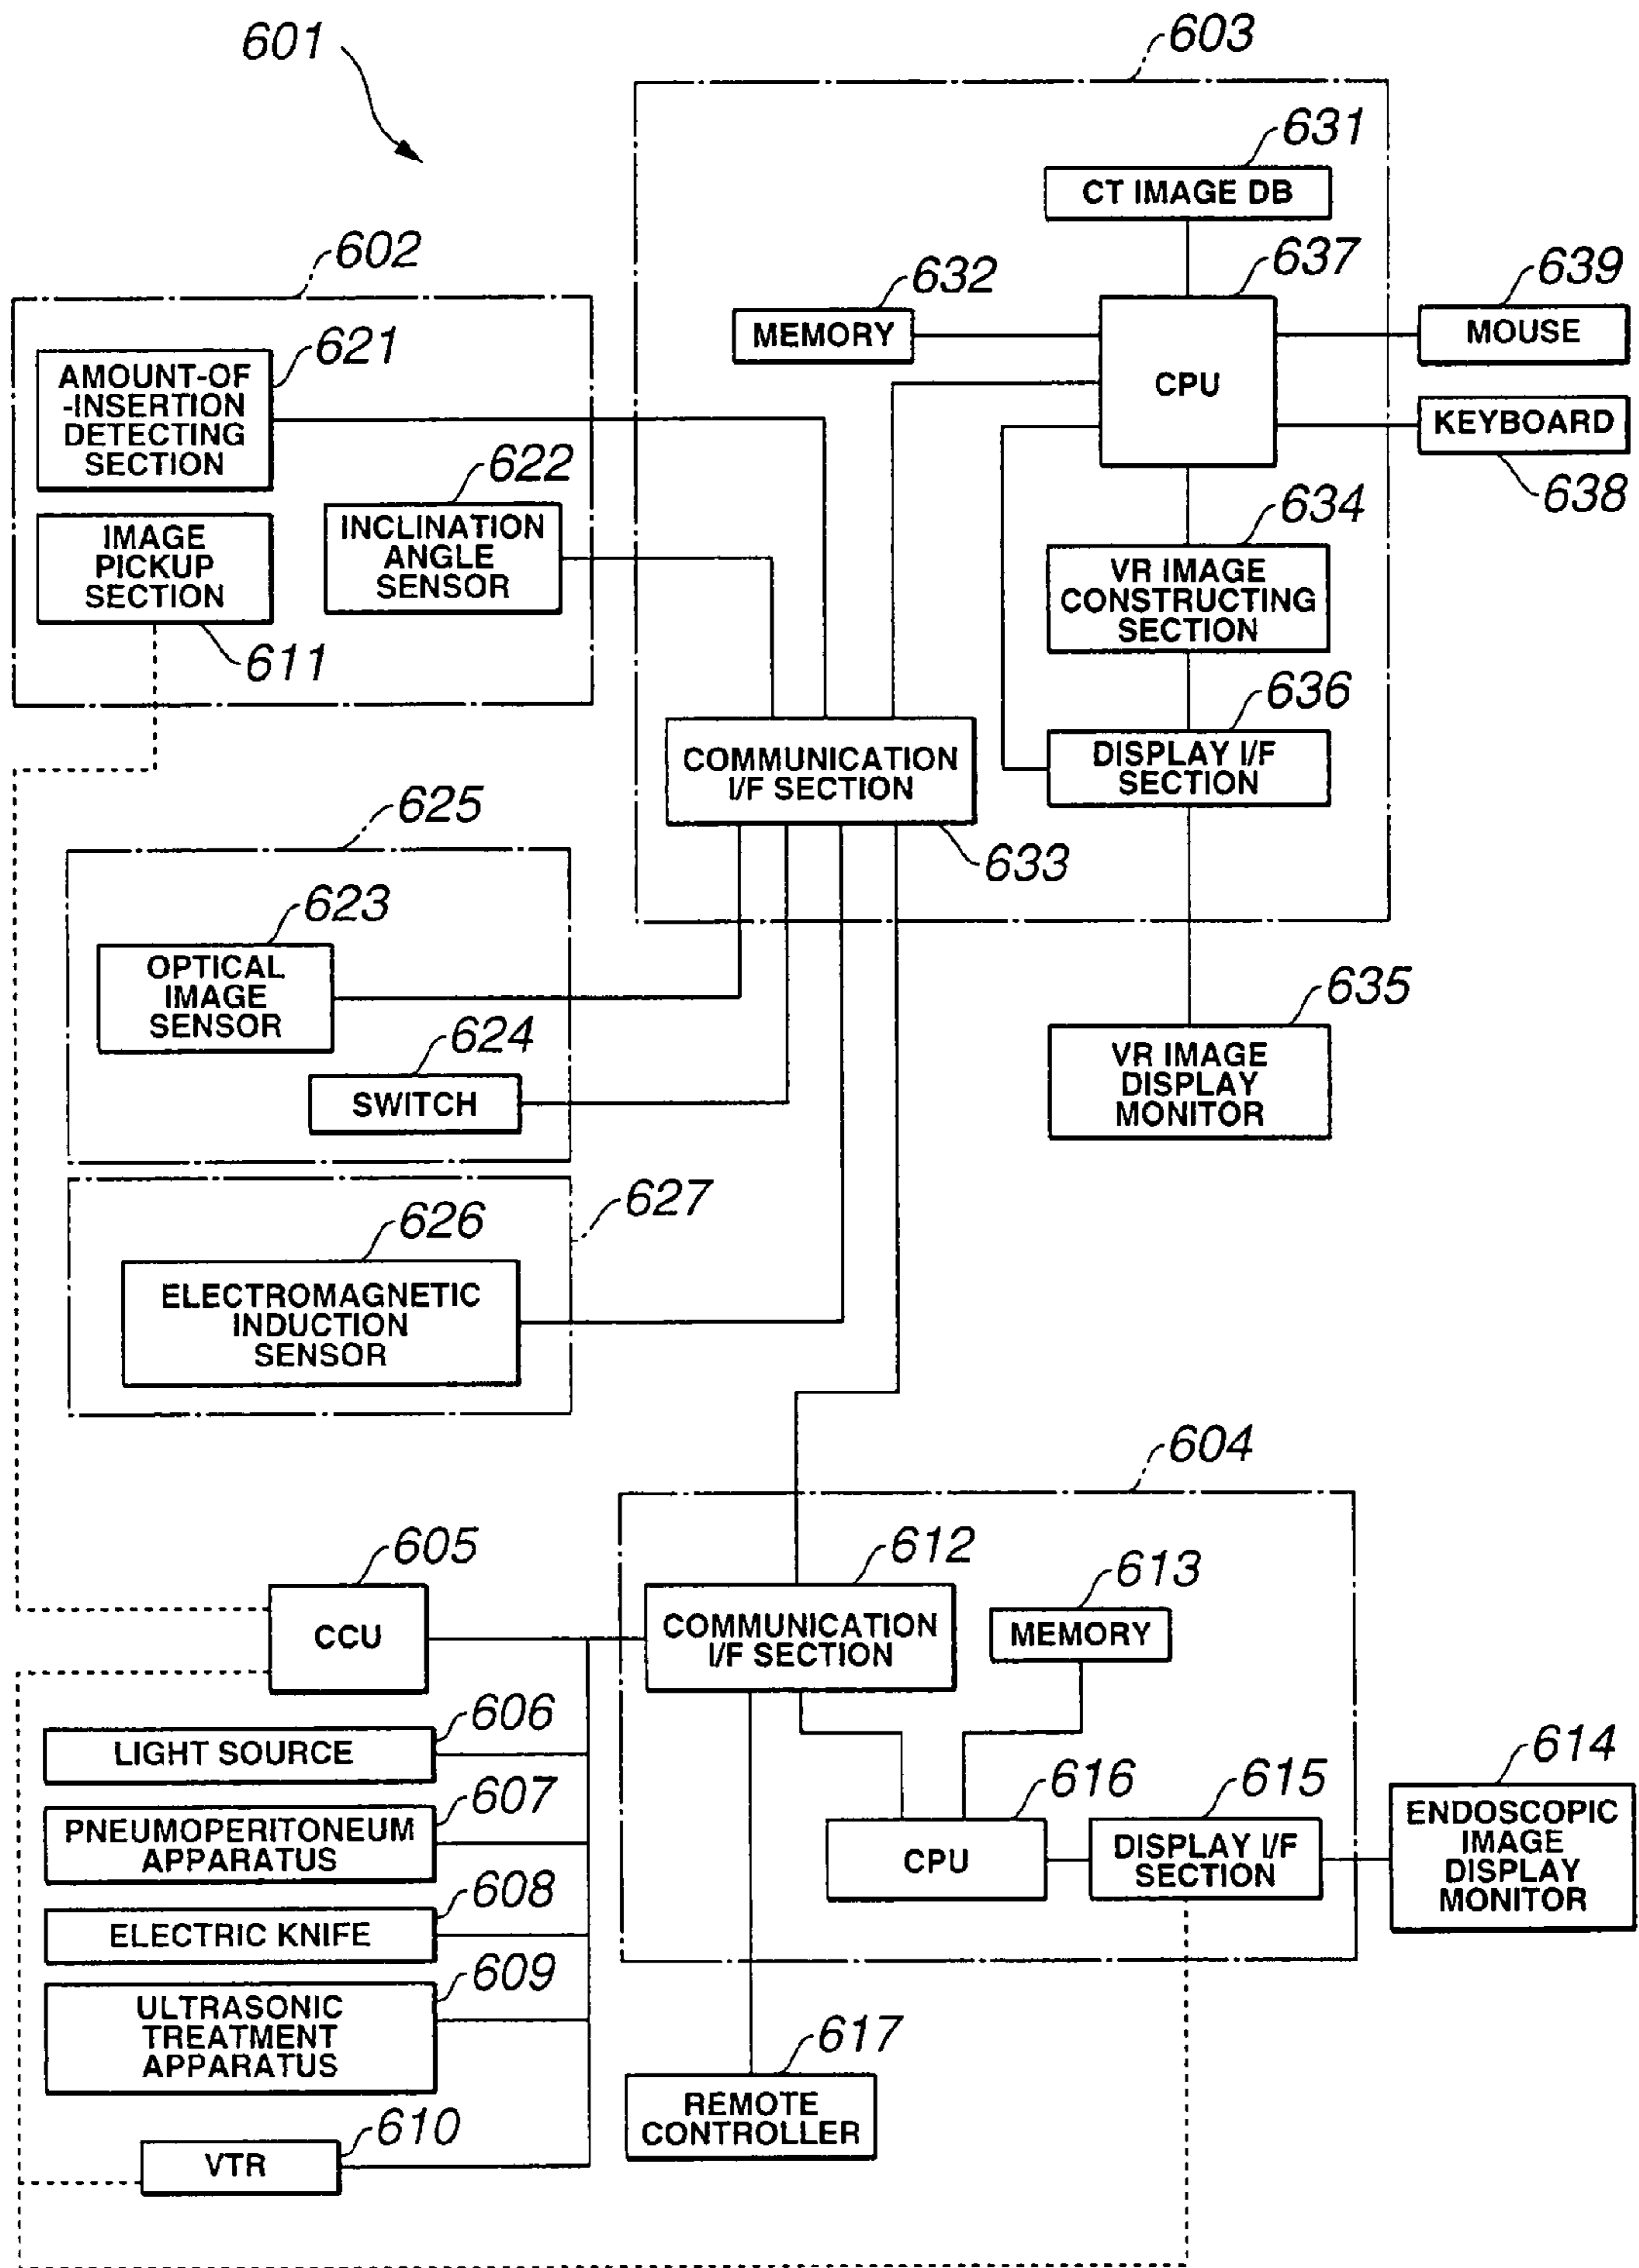 601
603
631
CT IMAGE DB
602
632
637
639
MEMORY
CPU
MOUSE
621
AMOUNT-OF
-INSERTION
DETECTING
SECTION
KEYBOARD
638
622
INCLINATION
ANGLE
SENSOR
IMAGE
PICKUP
SECTION
611
634
VR IMAGE
CONSTRUCTING
SECTION
636
DISPLAY I/F
SECTION
COMMUNICATION
I/F SECTION
633
625
623
OPTICAL
IMAGE
SENSOR
624
SWITCH
635
VR IMAGE
DISPLAY
MONITOR
627
626
ELECTROMAGNETIC
INDUCTION
SENSOR
604
605
CCU
612
COMMUNICATION
I/F SECTION
613
MEMORY
606
LIGHT SOURCE
607
PNEUMOPERITONEUM
APPARATUS
608
ELECTRIC KNIFE
609
ULTRASONIC
TREATMENT
APPARATUS
610
VTR
616
CPU
615
DISPLAY I/F
SECTION
614
ENDOSCOPIC
IMAGE
DISPLAY
MONITOR
617
REMOTE
CONTROLLER